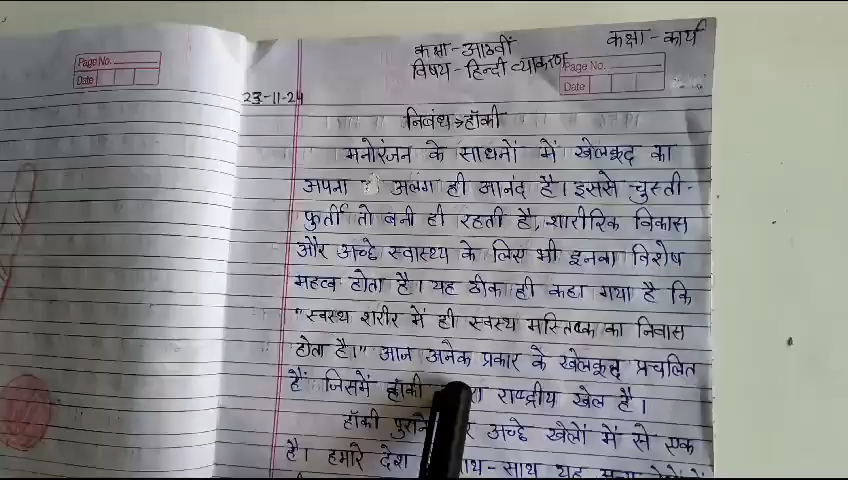 कक्षा-आठवीं कक्षा-कार्य
विषय-हिन्दी व्याकरण
Page No.
Date
Page No.
Date
23-11-24
निबंध→हॉकी
मनोरंजन के साधनों में खेलकूद का
अपना अलग ही आनंद है। इससे चुस्ती-
फुर्ती तो बनी ही रहती है, शारीरिक विकास
और अच्छे स्वास्थ्य के लिए भी इनका विशेष
महत्व होता है। यह ठीक ही कहा गया है कि
"स्वस्थ शरीर में ही स्वस्थ मस्तिष्क का निवास
होता है।" आज अनेक प्रकार के खेलकूद प्रचलित
हैं जिसमें हॉकी राष्ट्रीय खेल है।
हॉकी पुराने अच्छे खेलों में से एक
है। हमारे देश साथ-साथ यह